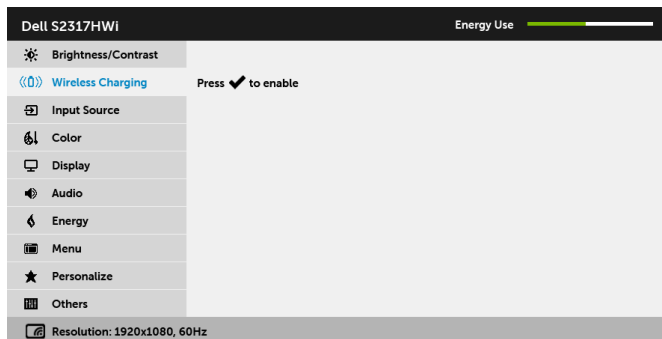 Dell S2317HWi
Energy Use
Brightness/Contrast
Wireless Charging
Press ✔ to enable
Input Source
Color
Display
Audio
Energy
Menu
Personalize
Others
Resolution: 1920x1080, 60Hz